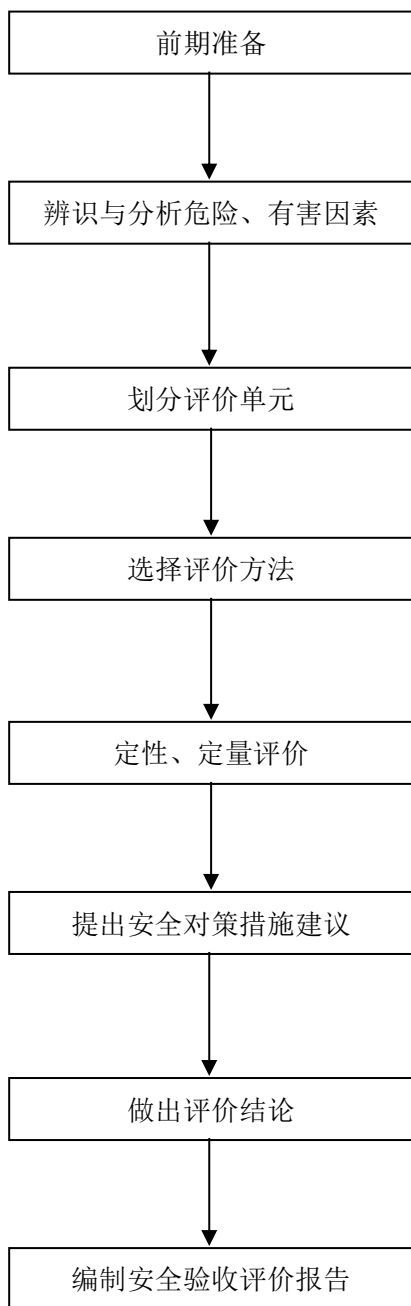 前期准备
辨识与分析危险、有害因素
划分评价单元
选择评价方法
定性、定量评价
提出安全对策措施建议
做出评价结论
编制安全验收评价报告